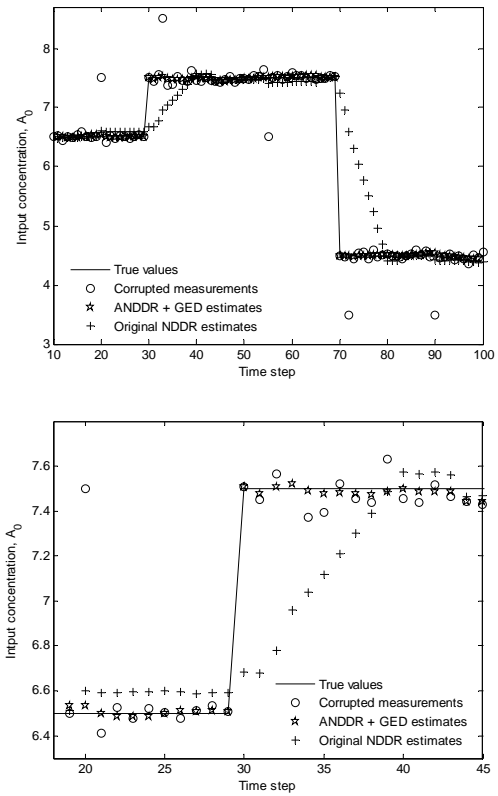 Intput concentration, A0
3
4.5
6
7.5
10
20
30
40
50
60
70
80
90
100
Time step
True values
Corrupted measurements
ANDDR + GED estimates
Original NDDR estimates
Intput concentration, A0
6.4
6.6
6.8
7
7.2
7.4
7.6
20
25
30
35
40
45
Time step
True values
Corrupted measurements
ANDDR + GED estimates
Original NDDR estimates